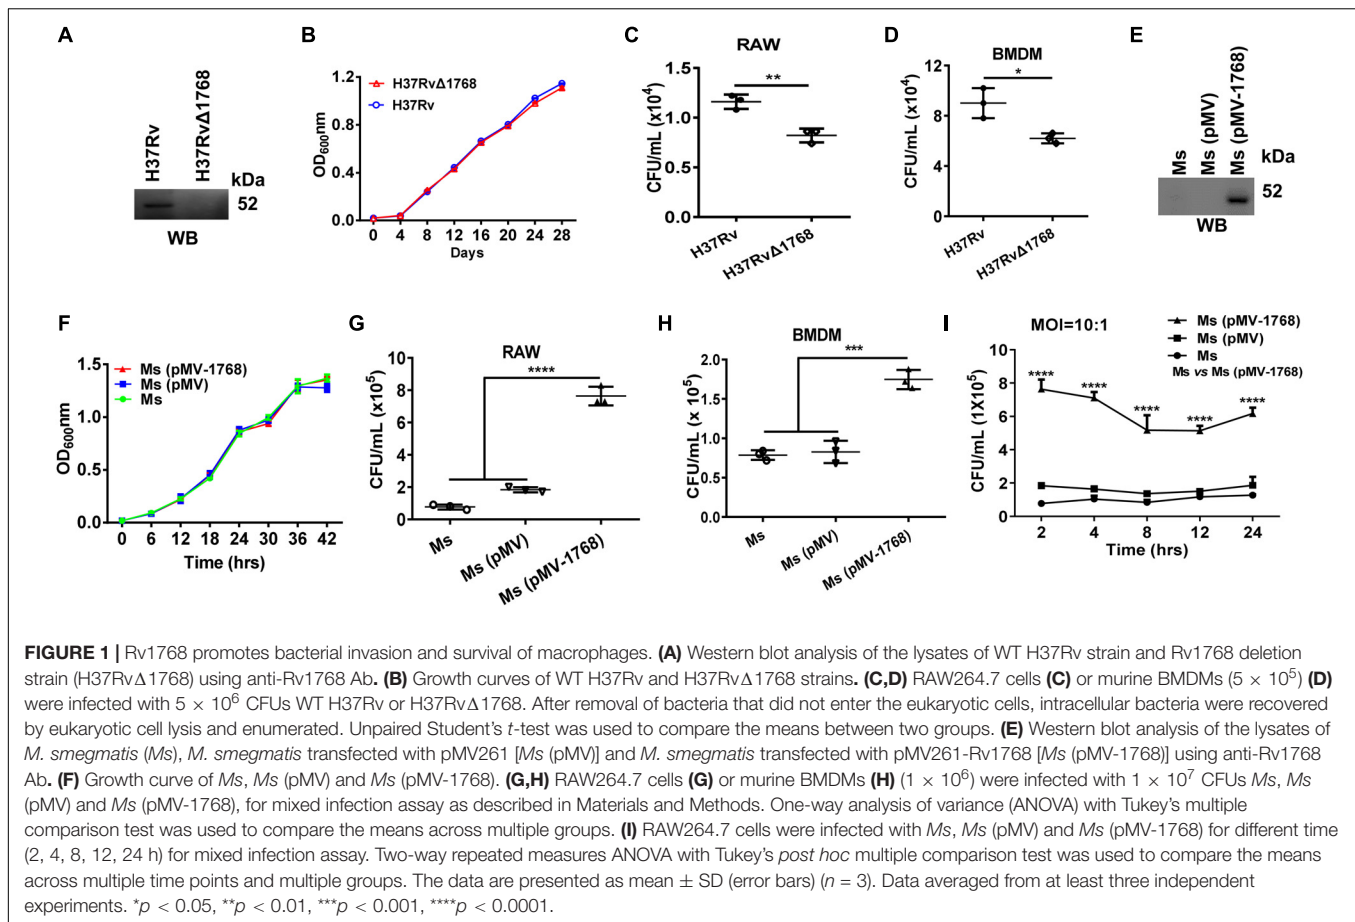 A
H37Rv
H37RvΔ1768
kDa
52
WB
B
H37RvΔ1768
H37Rv
OD600nm
1.2
0.8
0.4
0.0
0 4 8 12 16 20 24 28
Days
C
RAW
**
CFU/mL (x10⁴)
1.5
1.0
0.5
0.0
H37Rv
H37RvΔ1768
D
BMDM
*
CFU/mL (x10⁴)
12
9
6
3
0
H37Rv
H37RvΔ1768
E
Ms
Ms (pMV)
Ms (pMV-1768)
kDa
52
WB
F
Ms (pMV-1768)
Ms (pMV)
Ms
OD600nm
1.5
1.0
0.5
0.0
0 6 12 18 24 30 36 42
Time (hrs)
G
RAW
****
CFU/mL (x10⁵)
10
8
6
4
2
0
Ms
Ms (pMV)
Ms (pMV-1768)
H
BMDM
***
CFU/mL (x 10⁵)
2.0
1.5
1.0
0.5
0.0
Ms
Ms (pMV)
Ms (pMV-1768)
I
MOI=10:1
Ms (pMV-1768)
Ms (pMV)
Ms
Ms vs Ms (pMV-1768)
**** **** **** **** ****
CFU/mL (1X10⁵)
10
8
6
4
2
0
2 4 8 12 24
Time (hrs)
FIGURE 1 | Rv1768 promotes bacterial invasion and survival of macrophages. (A) Western blot analysis of the lysates of WT H37Rv strain and Rv1768 deletion
strain (H37RvΔ1768) using anti-Rv1768 Ab. (B) Growth curves of WT H37Rv and H37RvΔ1768 strains. (C,D) RAW264.7 cells (C) or murine BMDMs (5 × 10⁵) (D)
were infected with 5 × 10⁶ CFUs WT H37Rv or H37RvΔ1768. After removal of bacteria that did not enter the eukaryotic cells, intracellular bacteria were recovered
by eukaryotic cell lysis and enumerated. Unpaired Student's t-test was used to compare the means between two groups. (E) Western blot analysis of the lysates of
M. smegmatis (Ms), M. smegmatis transfected with pMV261 [Ms (pMV)] and M. smegmatis transfected with pMV261-Rv1768 [Ms (pMV-1768)] using anti-Rv1768
Ab. (F) Growth curve of Ms, Ms (pMV) and Ms (pMV-1768). (G,H) RAW264.7 cells (G) or murine BMDMs (H) (1 × 10⁶) were infected with 1 × 10⁷ CFUs Ms, Ms
(pMV) and Ms (pMV-1768), for mixed infection assay as described in Materials and Methods. One-way analysis of variance (ANOVA) with Tukey's multiple
comparison test was used to compare the means across multiple groups. (I) RAW264.7 cells were infected with Ms, Ms (pMV) and Ms (pMV-1768) for different time
(2, 4, 8, 12, 24 h) for mixed infection assay. Two-way repeated measures ANOVA with Tukey's post hoc multiple comparison test was used to compare the means
across multiple time points and multiple groups. The data are presented as mean ± SD (error bars) (n = 3). Data averaged from at least three independent
experiments. *p < 0.05, **p < 0.01, ***p < 0.001, ****p < 0.0001.